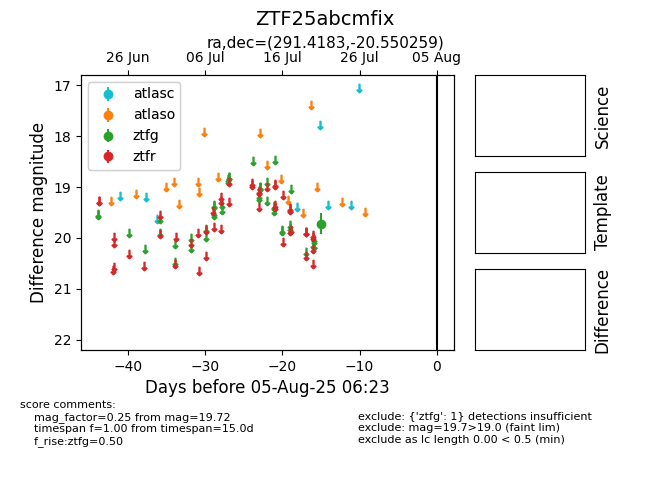 ZTF25abcmfix
ra,dec=(291.4183,-20.550259)
26 Jun 06 Jul 16 Jul 26 Jul 05 Aug
atlasc
atlaso
ztfg
ztfr
17
18
19
20
21
22
Difference magnitude
−40 −30 −20 −10 0
Days before 05-Aug-25 06:23
Science
Template
Difference
score comments:
mag_factor=0.25 from mag=19.72
timespan f=1.00 from timespan=15.0d
f_rise:ztfg=0.50
exclude: {'ztfg': 1} detections insufficient
exclude: mag=19.7>19.0 (faint lim)
exclude as lc length 0.00 < 0.5 (min)